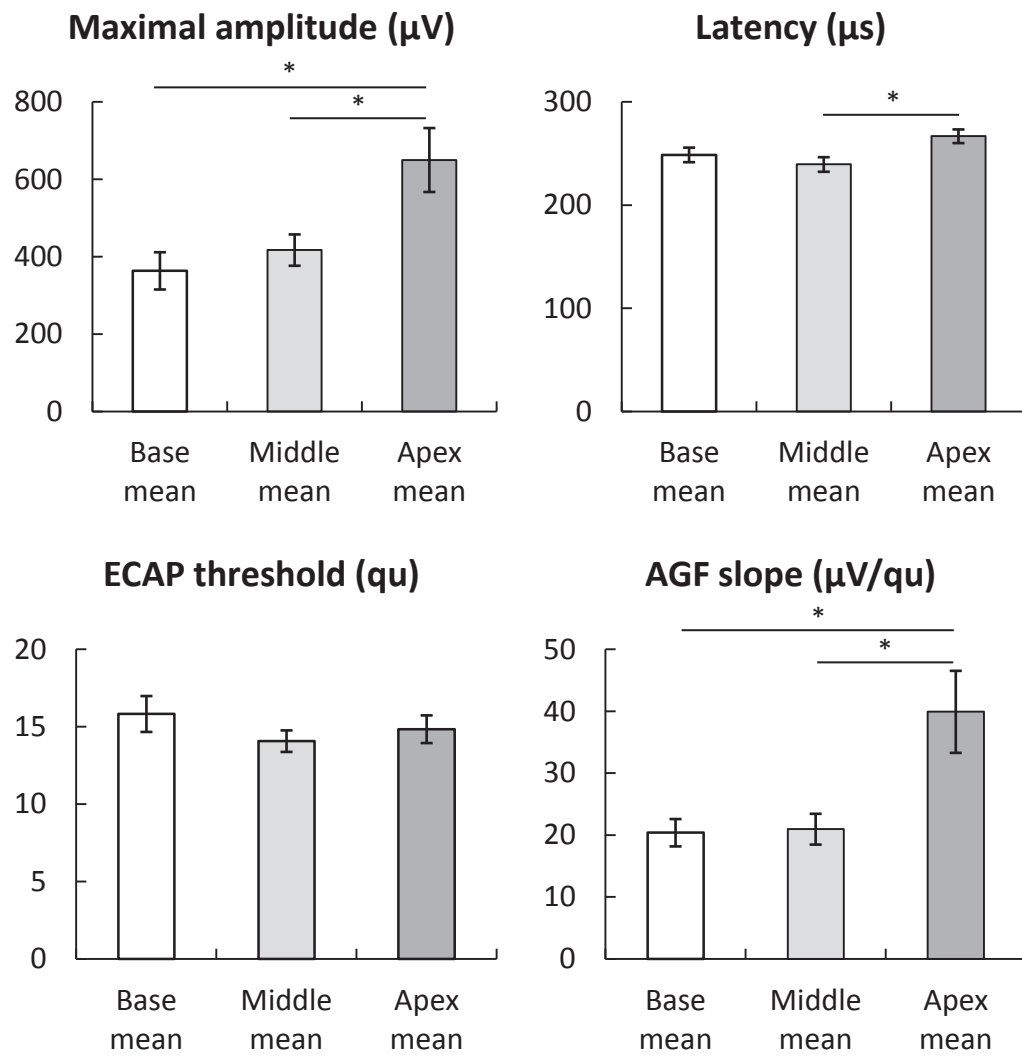 Maximal amplitude (µV)
*
*
800
600
400
200
0
Base mean
Middle mean
Apex mean
Latency (µs)
*
300
200
100
0
Base mean
Middle mean
Apex mean
ECAP threshold (qu)
20
15
10
5
0
Base mean
Middle mean
Apex mean
AGF slope (µV/qu)
*
*
50
40
30
20
10
0
Base mean
Middle mean
Apex mean